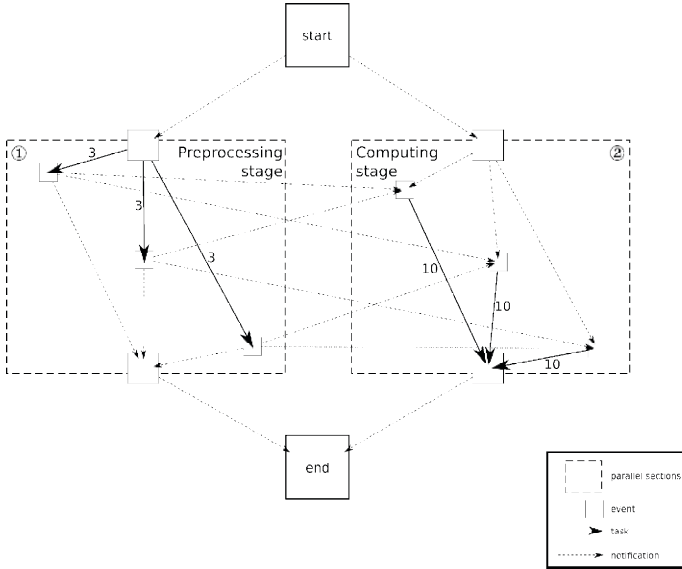 start
①
3
Preprocessing
stage
Computing
stage
②
3
3
10
10
10
end
parallel sections
event
task
notification